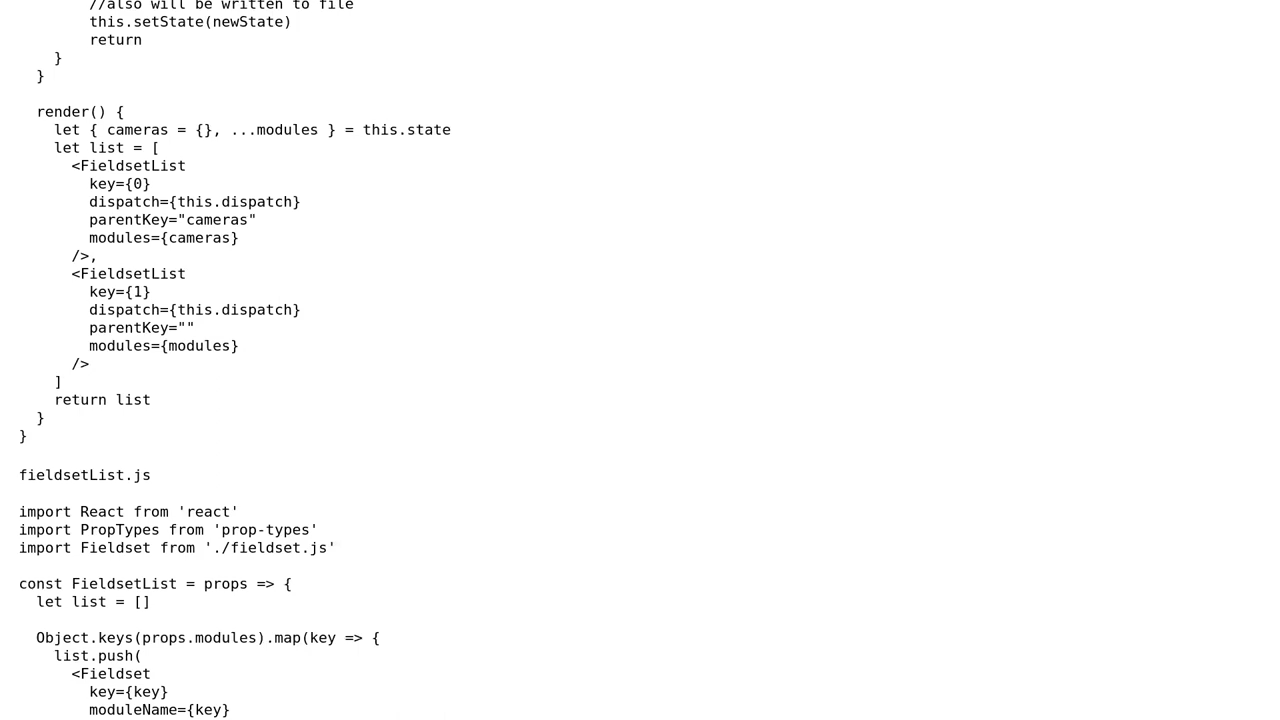 //also will be written to file
this.setState(newState)
return
}
}
render() {
let { cameras = {}, ...modules } = this.state
let list = [
<FieldsetList
key={0}
dispatch={this.dispatch}
parentKey="cameras"
modules={cameras}
/>,
<FieldsetList
key={1}
dispatch={this.dispatch}
parentKey=""
modules={modules}
/>
]
return list
}
}
fieldsetList.js
import React from 'react'
import PropTypes from 'prop-types'
import Fieldset from './fieldset.js'
const FieldsetList = props => {
let list = []
Object.keys(props.modules).map(key => {
list.push(
<Fieldset
key={key}
moduleName={key}